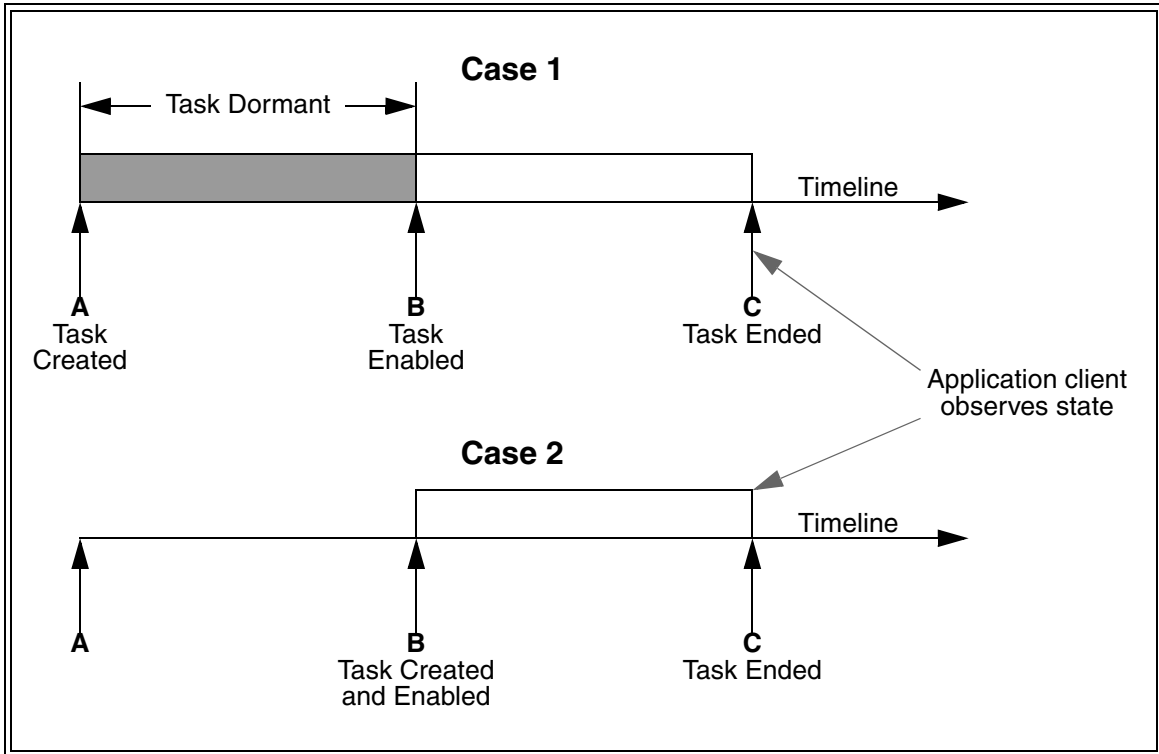 Case 1
Task Dormant
Timeline
A
Task
Created
B
Task
Enabled
C
Task Ended
Application client
observes state
Case 2
Timeline
A
B
Task Created
and Enabled
C
Task Ended